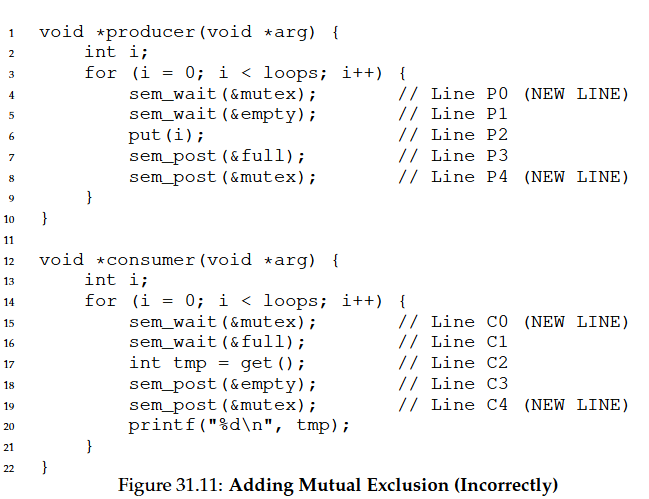 1 void *producer(void *arg) {
2 int i;
3 for (i = 0; i < loops; i++) {
4 sem_wait(&mutex); // Line P0 (NEW LINE)
5 sem_wait(&empty); // Line P1
6 put(i); // Line P2
7 sem_post(&full); // Line P3
8 sem_post(&mutex); // Line P4 (NEW LINE)
9 }
10 }
11
12 void *consumer(void *arg) {
13 int i;
14 for (i = 0; i < loops; i++) {
15 sem_wait(&mutex); // Line C0 (NEW LINE)
16 sem_wait(&full); // Line C1
17 int tmp = get(); // Line C2
18 sem_post(&empty); // Line C3
19 sem_post(&mutex); // Line C4 (NEW LINE)
20 printf("%d\n", tmp);
21 }
22 }
Figure 31.11: Adding Mutual Exclusion (Incorrectly)